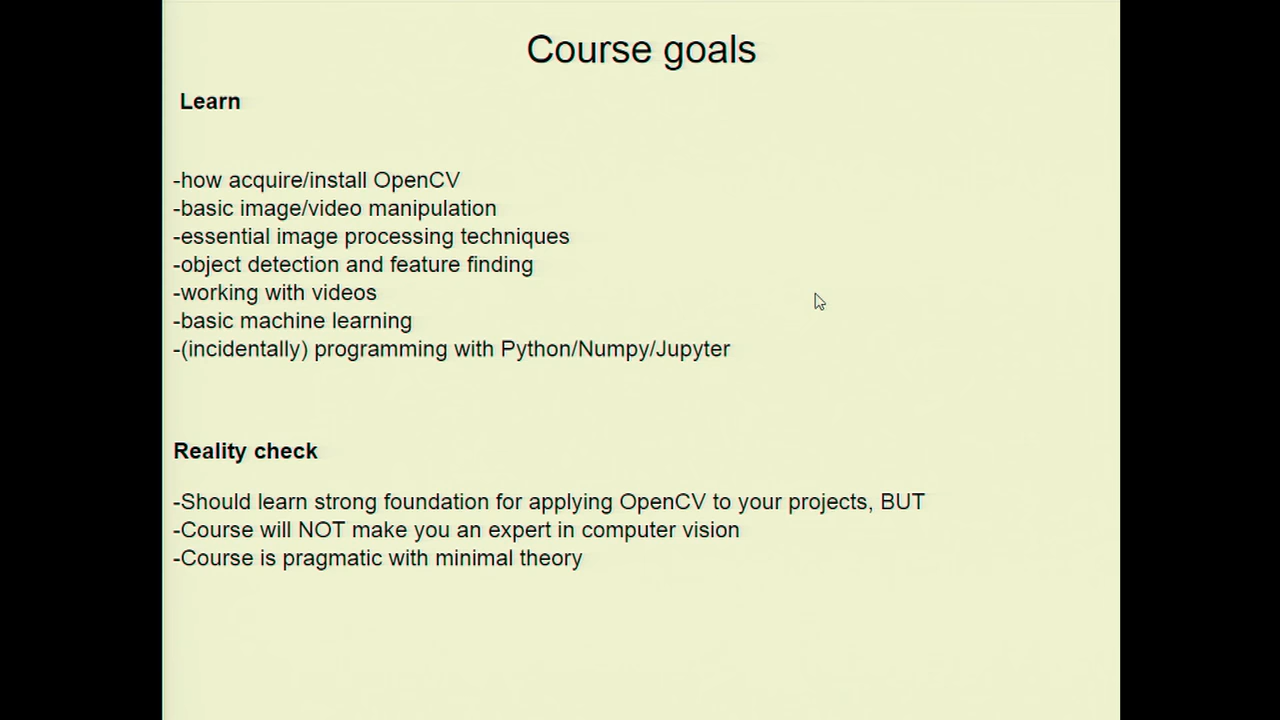 Course goals
Learn
-how acquire/install OpenCV
-basic image/video manipulation
-essential image processing techniques
-object detection and feature finding
-working with videos
-basic machine learning
-(incidentally) programming with Python/Numpy/Jupyter
Reality check
-Should learn strong foundation for applying OpenCV to your projects, BUT
-Course will NOT make you an expert in computer vision
-Course is pragmatic with minimal theory